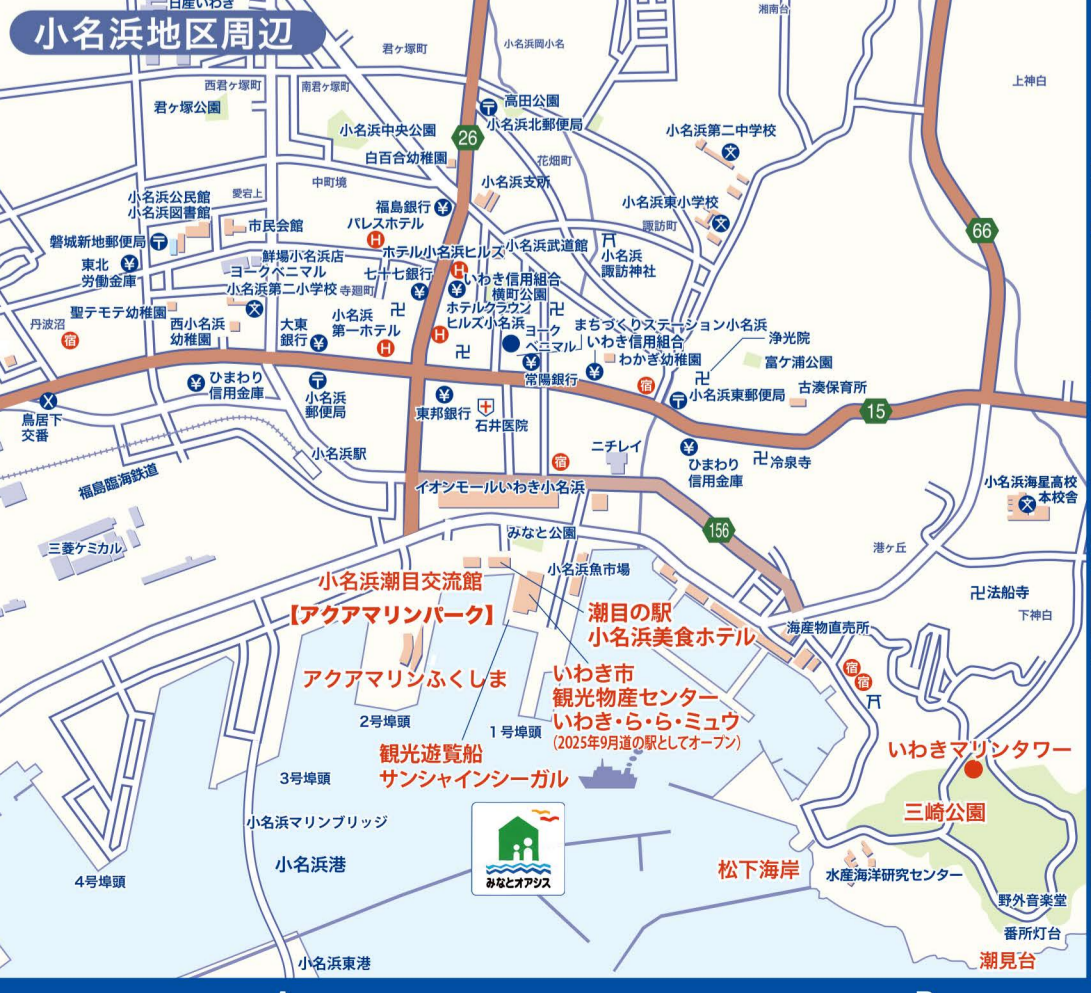 日産いわき
小名浜地区周辺
湘南台
君ヶ塚町
小名浜岡小名
上神白
西君ヶ塚町
南君ヶ塚町
君ヶ塚公園
高田公園
小名浜北郵便局
小名浜中央公園
26
小名浜第二中学校
白百合幼稚園
花畑町
中町境
小名浜支所
小名浜公民館
小名浜図書館
愛宕上
福島銀行
パレスホテル
小名浜東小学校
諏訪町
66
市民会館
磐城新地郵便局
東北
労働金庫
鮮場小名浜店
ヨークベニマル
ホテル小名浜ヒルズ
小名浜武道館
小名浜
諏訪神社
七十七銀行
いわき信用組合
横町公園
小名浜第二小学校
寺廻町
聖テモテ幼稚園
丹波沼
宿
西小名浜
幼稚園
大東
銀行
小名浜
第一ホテル
ホテルクラウン
ヒルズ小名浜
ヨーク
ベニマル
まちづくりステーション小名浜
いわき信用組合
わかぎ幼稚園
浄光院
富ケ浦公園
常陽銀行
宿
小名浜東郵便局
古湊保育所
15
ひまわり
信用金庫
小名浜
郵便局
東邦銀行
石井医院
鳥居下
交番
小名浜駅
宿
ニチレイ
ひまわり
信用金庫
冷泉寺
福島臨海鉄道
イオンモールいわき小名浜
小名浜海星高校
本校舎
156
三菱ケミカル
みなと公園
港ヶ丘
小名浜潮目交流館
小名浜魚市場
【アクアマリンパーク】
潮目の駅
小名浜美食ホテル
法船寺
下神白
海産物直売所
アクアマリンふくしま
いわき市
観光物産センター
いわき・ら・ら・ミュウ
(2025年9月道の駅としてオープン)
宿
宿
2号埠頭
1号埠頭
観光遊覧船
サンシャインシーガル
いわきマリンタワー
3号埠頭
三崎公園
小名浜マリンブリッジ
小名浜港
みなとオアシス
4号埠頭
松下海岸
水産海洋研究センター
野外音楽堂
番所灯台
潮見台
小名浜東港